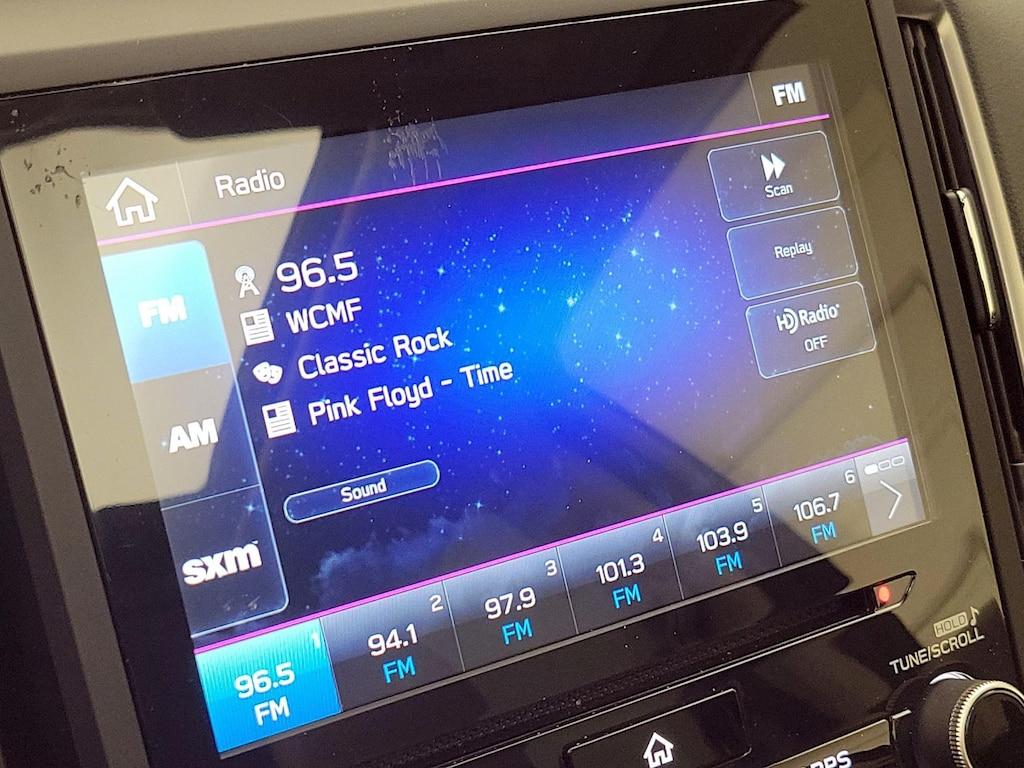 Radio
FM
Scan
Replay
HD Radio®
OFF
FM
AM
sxm
96.5
WCMF
Classic Rock
Pink Floyd - Time
Sound
1
96.5
FM
2
94.1
FM
3
97.9
FM
4
101.3
FM
5
103.9
FM
6
106.7
FM
HOLD
TUNE/SCROLL